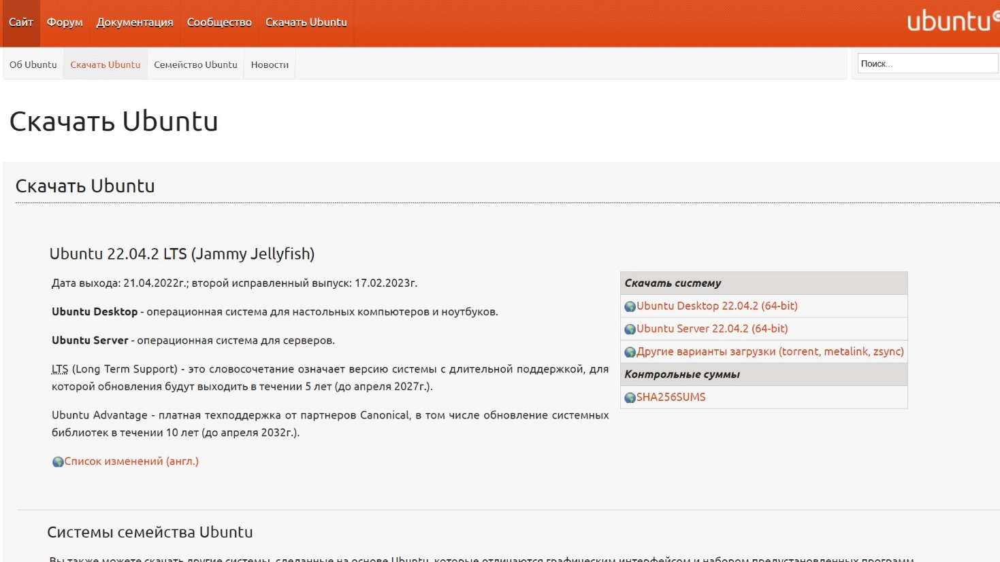 Сайт Форум Документация Сообщество Скачать Ubuntu
ubuntu
Об Ubuntu Скачать Ubuntu Семейство Ubuntu Новости
Поиск...
Скачать Ubuntu
Скачать Ubuntu
Ubuntu 22.04.2 LTS (Jammy Jellyfish)
Дата выхода: 21.04.2022г.; второй исправленный выпуск: 17.02.2023г.
Ubuntu Desktop - операционная система для настольных компьютеров и ноутбуков.
Ubuntu Server - операционная система для серверов.
LTS (Long Term Support) - это словосочетание означает версию системы с длительной поддержкой, для
которой обновления будут выходить в течении 5 лет (до апреля 2027г.).
Ubuntu Advantage - платная техподдержка от партнеров Canonical, в том числе обновление системных
библиотек в течении 10 лет (до апреля 2032г.).
Список изменений (англ.)
Скачать систему
Ubuntu Desktop 22.04.2 (64-bit)
Ubuntu Server 22.04.2 (64-bit)
Другие варианты загрузки (torrent, metalink, zsync)
Контрольные суммы
SHA256SUMS
Системы семейства Ubuntu
Вы также можете скачать другие системы, сделанные на основе Ubuntu, которые отличаются графическим интерфейсом и набором предустановленных программ.